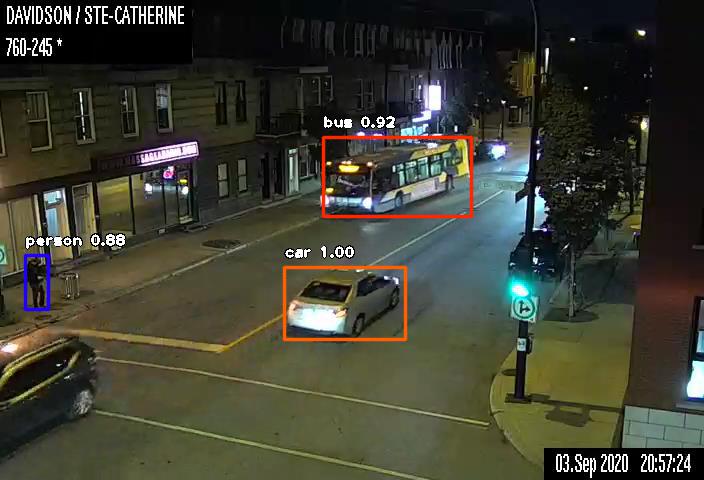 DAVIDSON / STE-CATHERINE
760-245 *
bus 0.92
person 0.88
car 1.00
03.Sep 2020 20:57:24